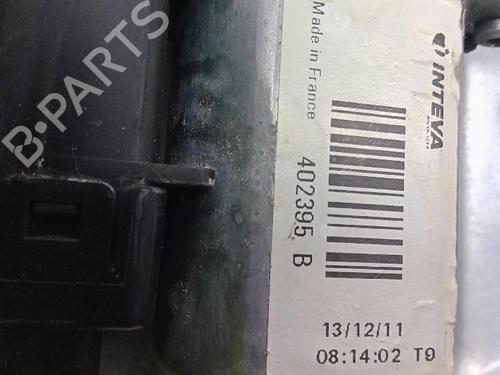 B-PARTS
INTEVA
Made in France
402395 B
13/12/11
08:14:02 T9